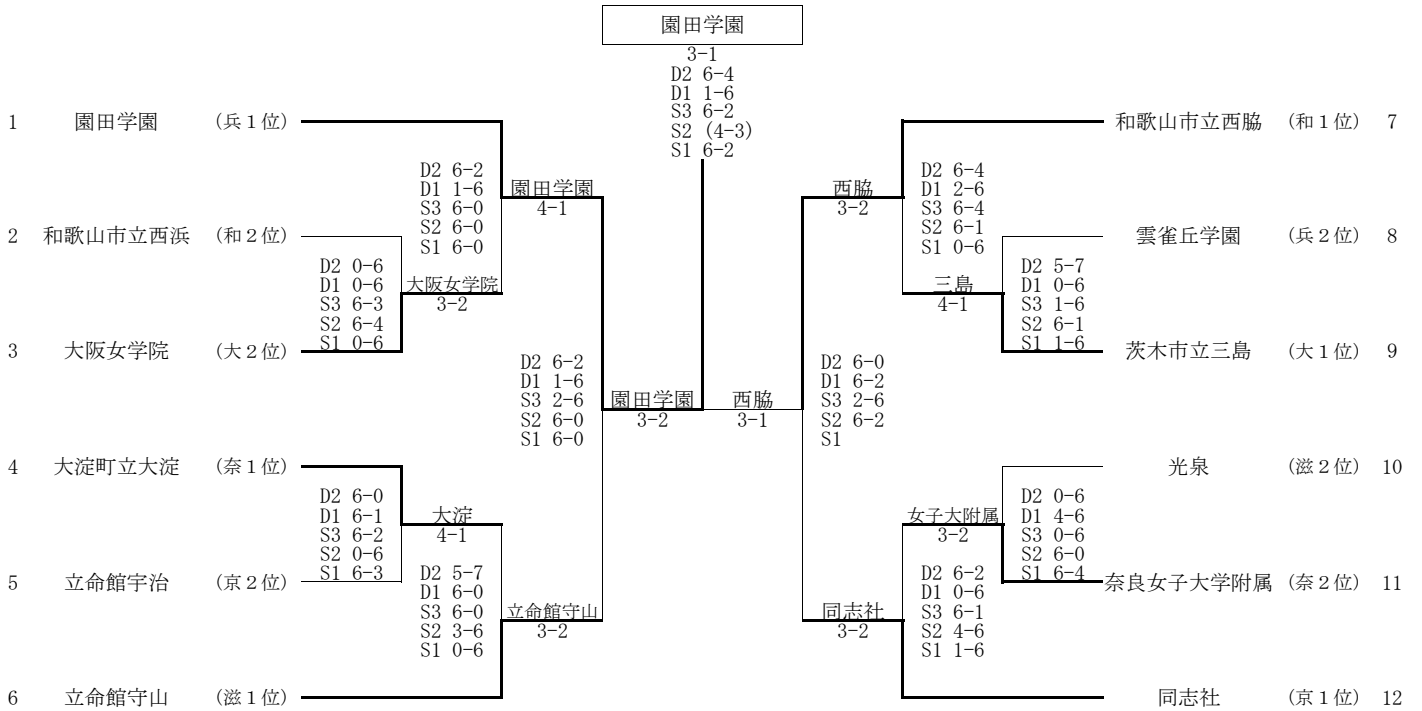 園田学園
3-1
D2 6-4
D1 1-6
S3 6-2
S2 (4-3)
S1 6-2
1 園田学園 (兵1位)
和歌山市立西脇 (和1位) 7
D2 6-2
D1 1-6
S3 6-0
S2 6-0
S1 6-0
園田学園
4-1
西脇
3-2
D2 6-4
D1 2-6
S3 6-4
S2 6-1
S1 0-6
2 和歌山市立西浜 (和2位)
雲雀丘学園 (兵2位) 8
D2 0-6
D1 0-6
S3 6-3
S2 6-4
S1 0-6
大阪女学院
3-2
三島
4-1
D2 5-7
D1 0-6
S3 1-6
S2 6-1
S1 1-6
3 大阪女学院 (大2位)
茨木市立三島 (大1位) 9
D2 6-2
D1 1-6
S3 2-6
S2 6-0
S1 6-0
園田学園
3-2
西脇
3-1
D2 6-0
D1 6-2
S3 2-6
S2 6-2
S1
4 大淀町立大淀 (奈1位)
光泉 (滋2位) 10
D2 6-0
D1 6-1
S3 6-2
S2 0-6
S1 6-3
大淀
4-1
女子大附属
3-2
D2 0-6
D1 4-6
S3 0-6
S2 6-0
S1 6-4
5 立命館宇治 (京2位)
奈良女子大学附属 (奈2位) 11
D2 5-7
D1 6-0
S3 6-0
S2 3-6
S1 0-6
立命館守山
3-2
同志社
3-2
D2 6-2
D1 0-6
S3 6-1
S2 4-6
S1 1-6
6 立命館守山 (滋1位)
同志社 (京1位) 12